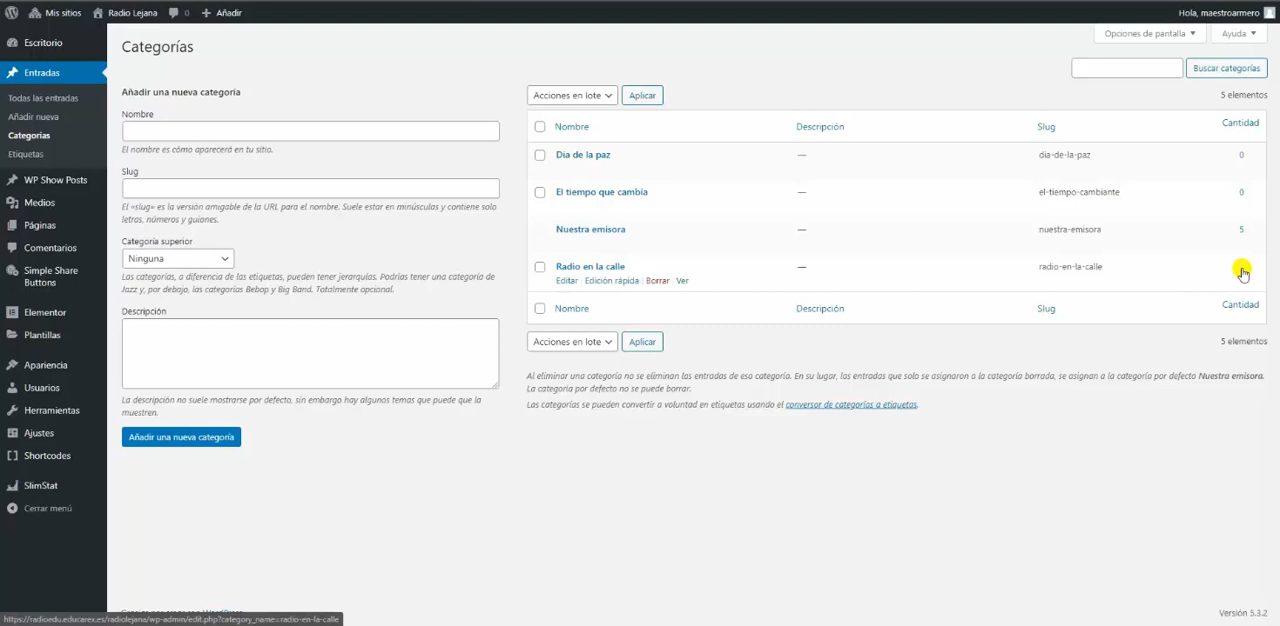 Mis sitios Radio Lejana 0 Añadir Hola, maestroarmero
Escritorio
Entradas
Todas las entradas
Añadir nueva
Categorías
Etiquetas
WP Show Posts
Medios
Páginas
Comentarios
Simple Share
Buttons
Elementor
Plantillas
Apariencia
Usuarios
Herramientas
Ajustes
Shortcodes
SlimStat
Cerrar menú
Categorías
Opciones de pantalla Ayuda
Buscar categorías
Añadir una nueva categoría
Nombre
El nombre es cómo aparecerá en tu sitio.
Slug
El «slug» es la versión amigable de la URL para el nombre. Suele estar en minúsculas y contiene solo
letras, números y guiones.
Categoría superior
Ninguna
Las categorías, a diferencia de las etiquetas, pueden tener jerarquías. Podrías tener una categoría de
Jazz y, por debajo, las categorías Bebop y Big Band. Totalmente opcional.
Descripción
La descripción no suele mostrarse por defecto, sin embargo hay algunos temas que puede que la
muestren.
Añadir una nueva categoría
Acciones en lote Aplicar 5 elementos
Nombre Descripción Slug Cantidad
Dia de la paz — dia-de-la-paz 0
El tiempo que cambia — el-tiempo-cambiante 0
Nuestra emisora — nuestra-emisora 5
Radio en la calle — radio-en-la-calle
Editar | Edición rápida | Borrar | Ver
Nombre Descripción Slug Cantidad
Acciones en lote Aplicar 5 elementos
Al eliminar una categoría no se eliminan las entradas de esa categoría. En su lugar, las entradas que solo se asignaron a la categoría borrada, se asignan a la categoría por defecto Nuestra emisora.
La categoría por defecto no se puede borrar.
Las categorías se pueden convertir a voluntad en etiquetas usando el conversor de categorías a etiquetas.
Versión 5.3.2
https://radioedu.educarex.es/radiolejana/wp-admin/edit.php?category_name=radio-en-la-calle